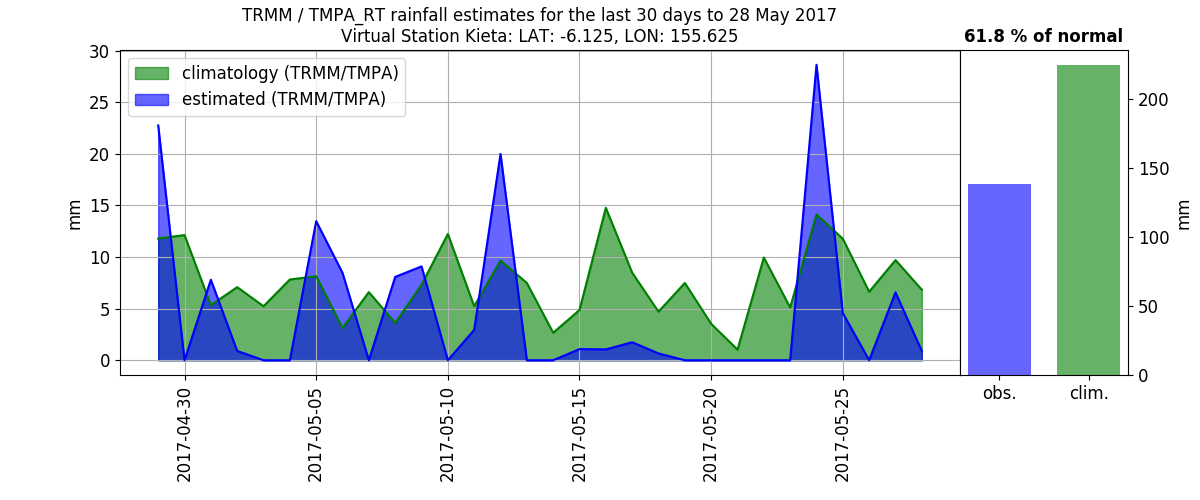 TRMM / TMPA_RT rainfall estimates for the last 30 days to 28 May 2017
Virtual Station Kieta: LAT: -6.125, LON: 155.625
61.8 % of normal
climatology (TRMM/TMPA)
estimated (TRMM/TMPA)
mm
30
25
20
15
10
5
0
2017-04-30
2017-05-05
2017-05-10
2017-05-15
2017-05-20
2017-05-25
obs.
clim.
200
150
100
50
0
mm